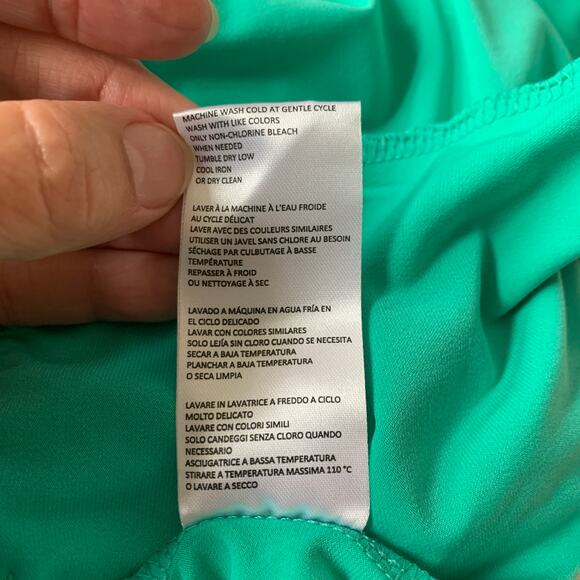 MACHINE WASH COLD AT GENTLE CYCLE
WASH WITH LIKE COLORS
ONLY NON-CHLORINE BLEACH
WHEN NEEDED
TUMBLE DRY LOW
COOL IRON
OR DRY CLEAN
LAVER À LA MACHINE À L'EAU FROIDE
AU CYCLE DÉLICAT
LAVER AVEC DES COULEURS SIMILAIRES
UTILISER UN JAVEL SANS CHLORE AU BESOIN
SÉCHAGE PAR CULBUTAGE À BASSE
TEMPÉRATURE
REPASSER À FROID
OU NETTOYAGE À SEC
LAVADO A MÁQUINA EN AGUA FRÍA EN
EL CICLO DELICADO
LAVAR CON COLORES SIMILARES
SOLO LEJÍA SIN CLORO CUANDO SE NECESITA
SECAR A BAJA TEMPERATURA
PLANCHAR A BAJA TEMPERATURA
O SECA LIMPIA
LAVARE IN LAVATRICE A FREDDO A CICLO
MOLTO DELICATO
LAVARE CON COLORI SIMILI
SOLO CANDEGGI SENZA CLORO QUANDO
NECESSARIO
ASCIUGATRICE A BASSA TEMPERATURA
STIRARE A TEMPERATURA MASSIMA 110 °C
O LAVARE A SECCO